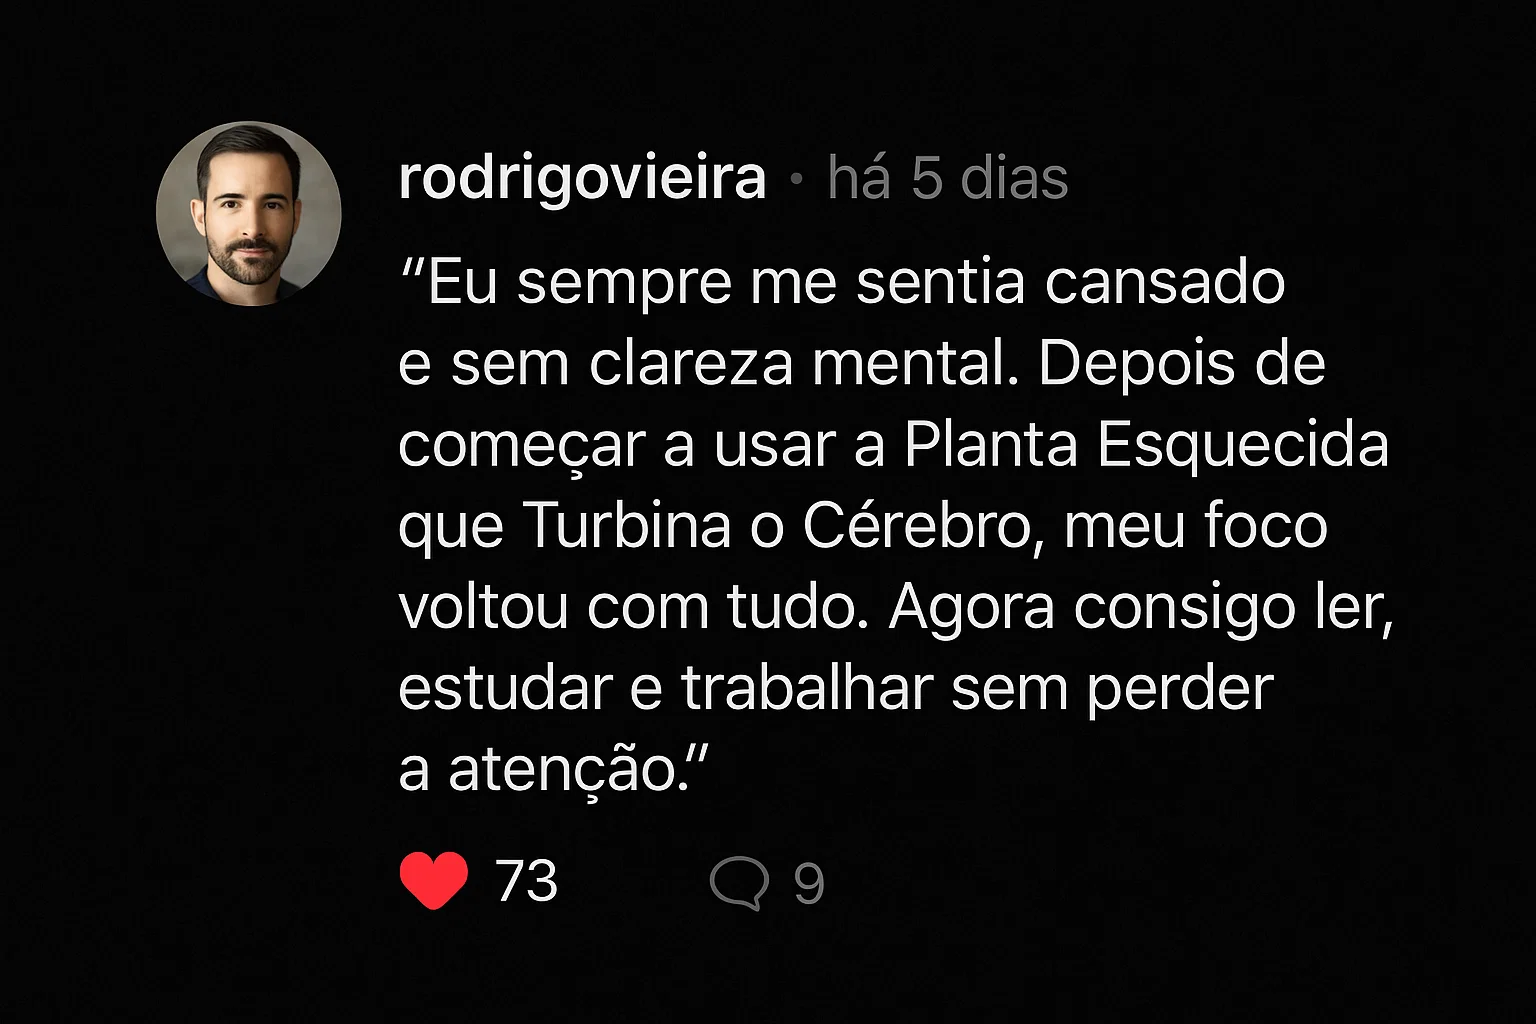 rodrigovieira • há 5 dias
“Eu sempre me sentia cansado
e sem clareza mental. Depois de
começar a usar a Planta Esquecida
que Turbina o Cérebro, meu foco
voltou com tudo. Agora consigo ler,
estudar e trabalhar sem perder
a atenção.”
73 9